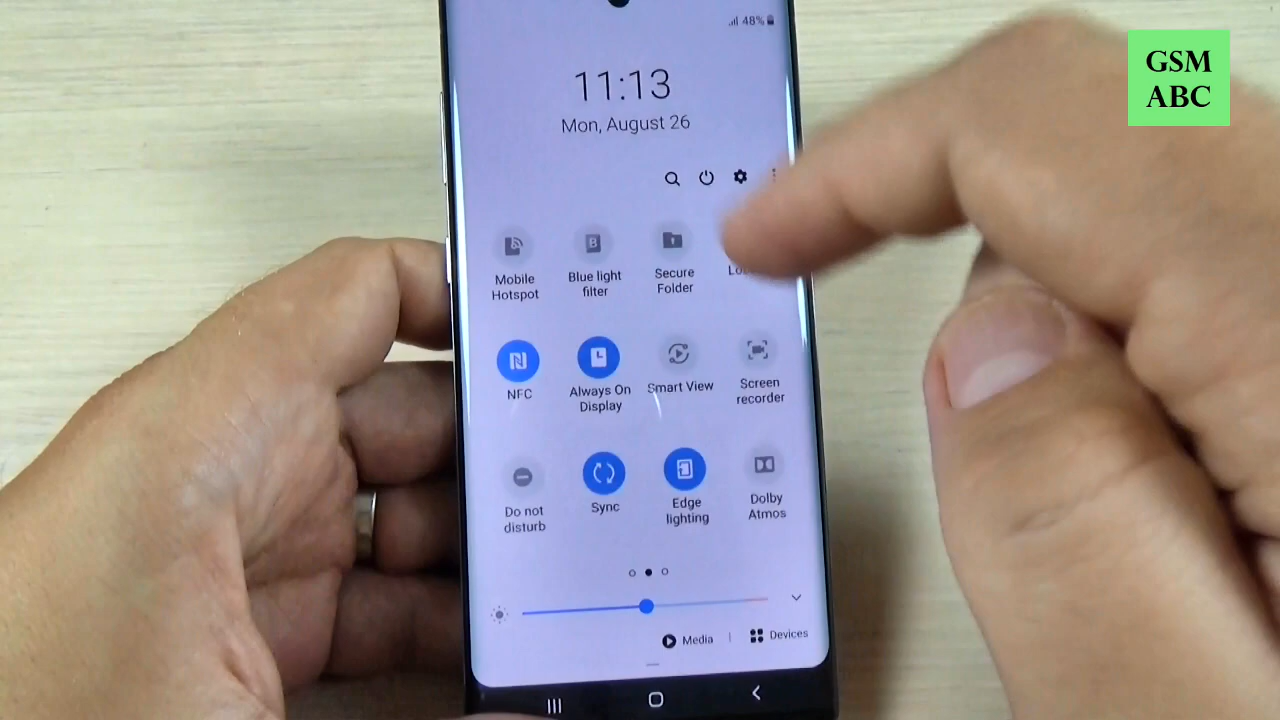 48%
GSM
ABC
11:13
Mon, August 26
Mobile
Hotspot
Blue light
filter
Secure
Folder
NFC
Always On
Display
Smart View
Screen
recorder
Do not
disturb
Sync
Edge
lighting
Dolby
Atmos
Media
Devices